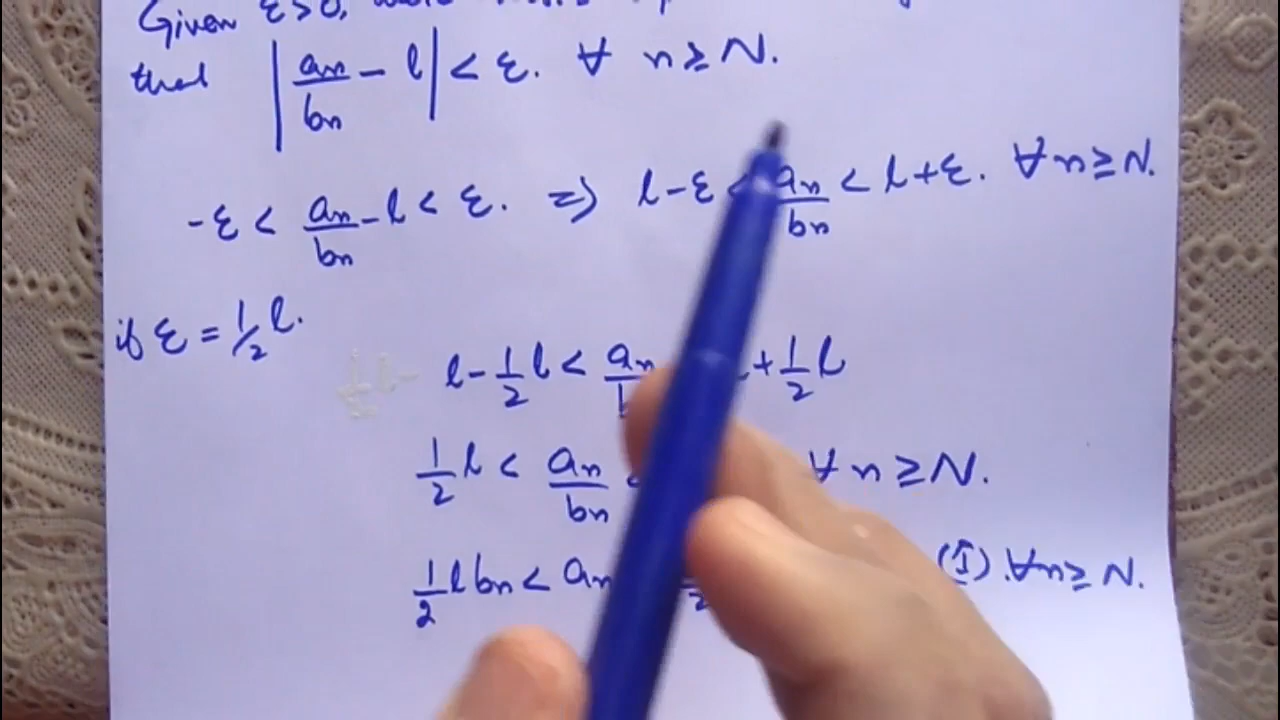 Given ε>0,
that |an/bn - l| < ε. ∀ n ≥ N.
-ε < an/bn - l < ε. ⇒ l-ε < an/bn < l+ε. ∀ n ≥ N.
if ε = 1/2 l.
l - 1/2 l < an + 1/2 l
1/2 l < an/bn ∀ n ≥ N.
1/2 l bn < an (I). ∀n ≥ N.